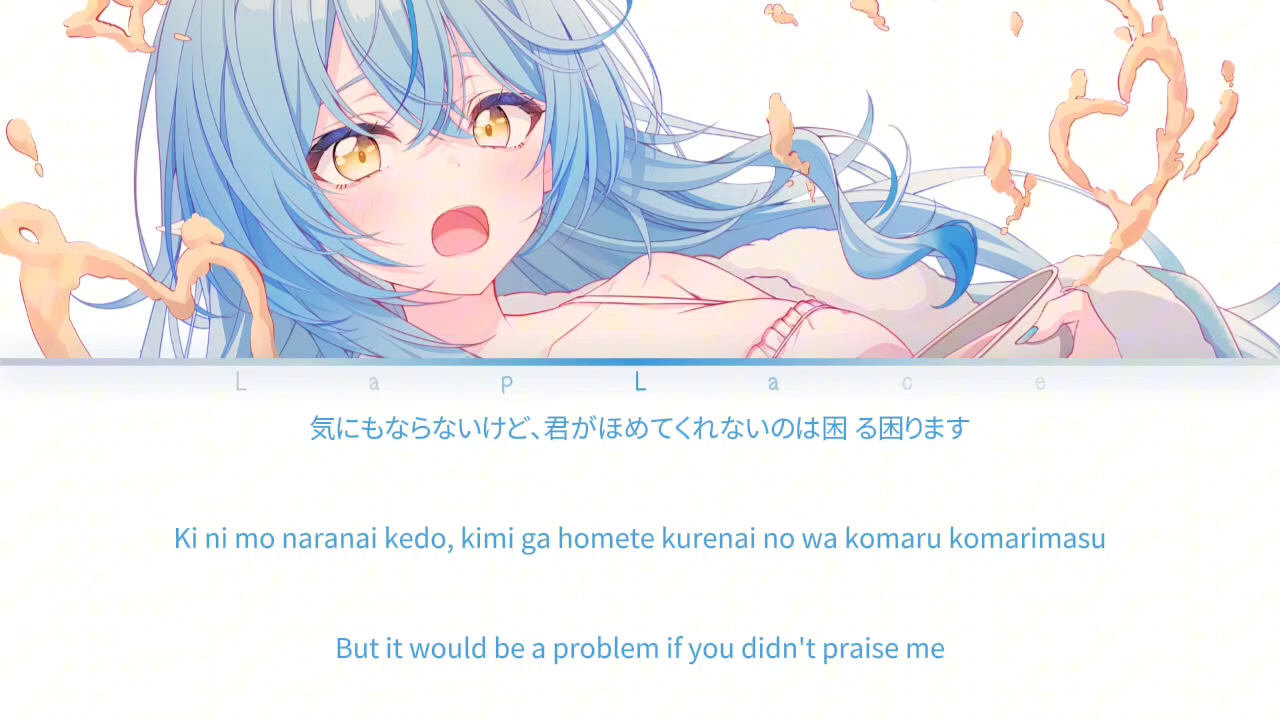 L a p L a c e
気にもならないけど、君がほめてくれないのは困 る困ります
Ki ni mo naranai kedo, kimi ga homete kurenai no wa komaru komarimasu
But it would be a problem if you didn't praise me